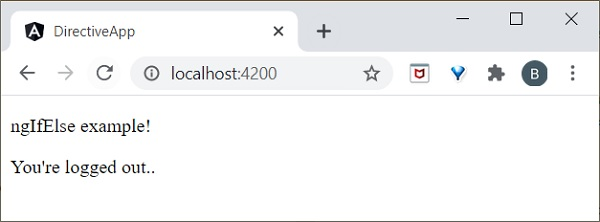 DirectiveApp
localhost:4200
B
ngIfElse example!
You're logged out..